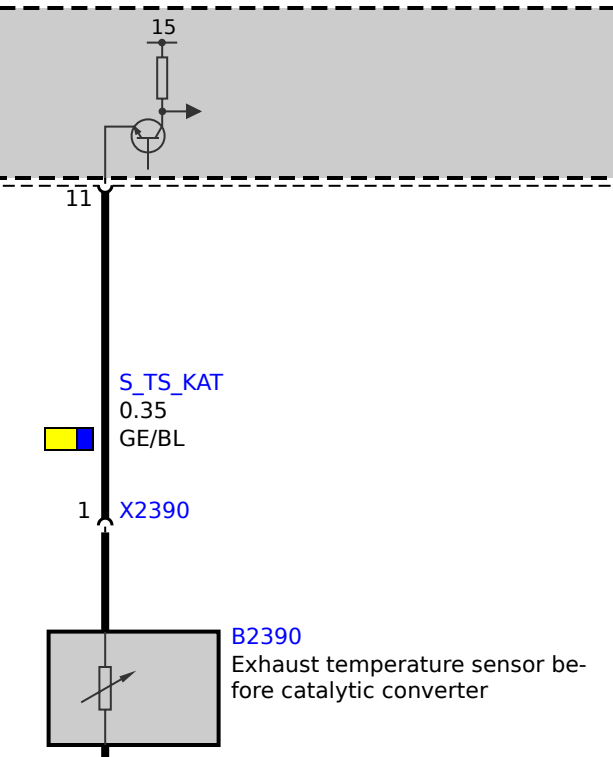 15
11
S_TS_KAT
0.35
GE/BL
1 X2390
B2390
Exhaust temperature sensor be-
fore catalytic converter